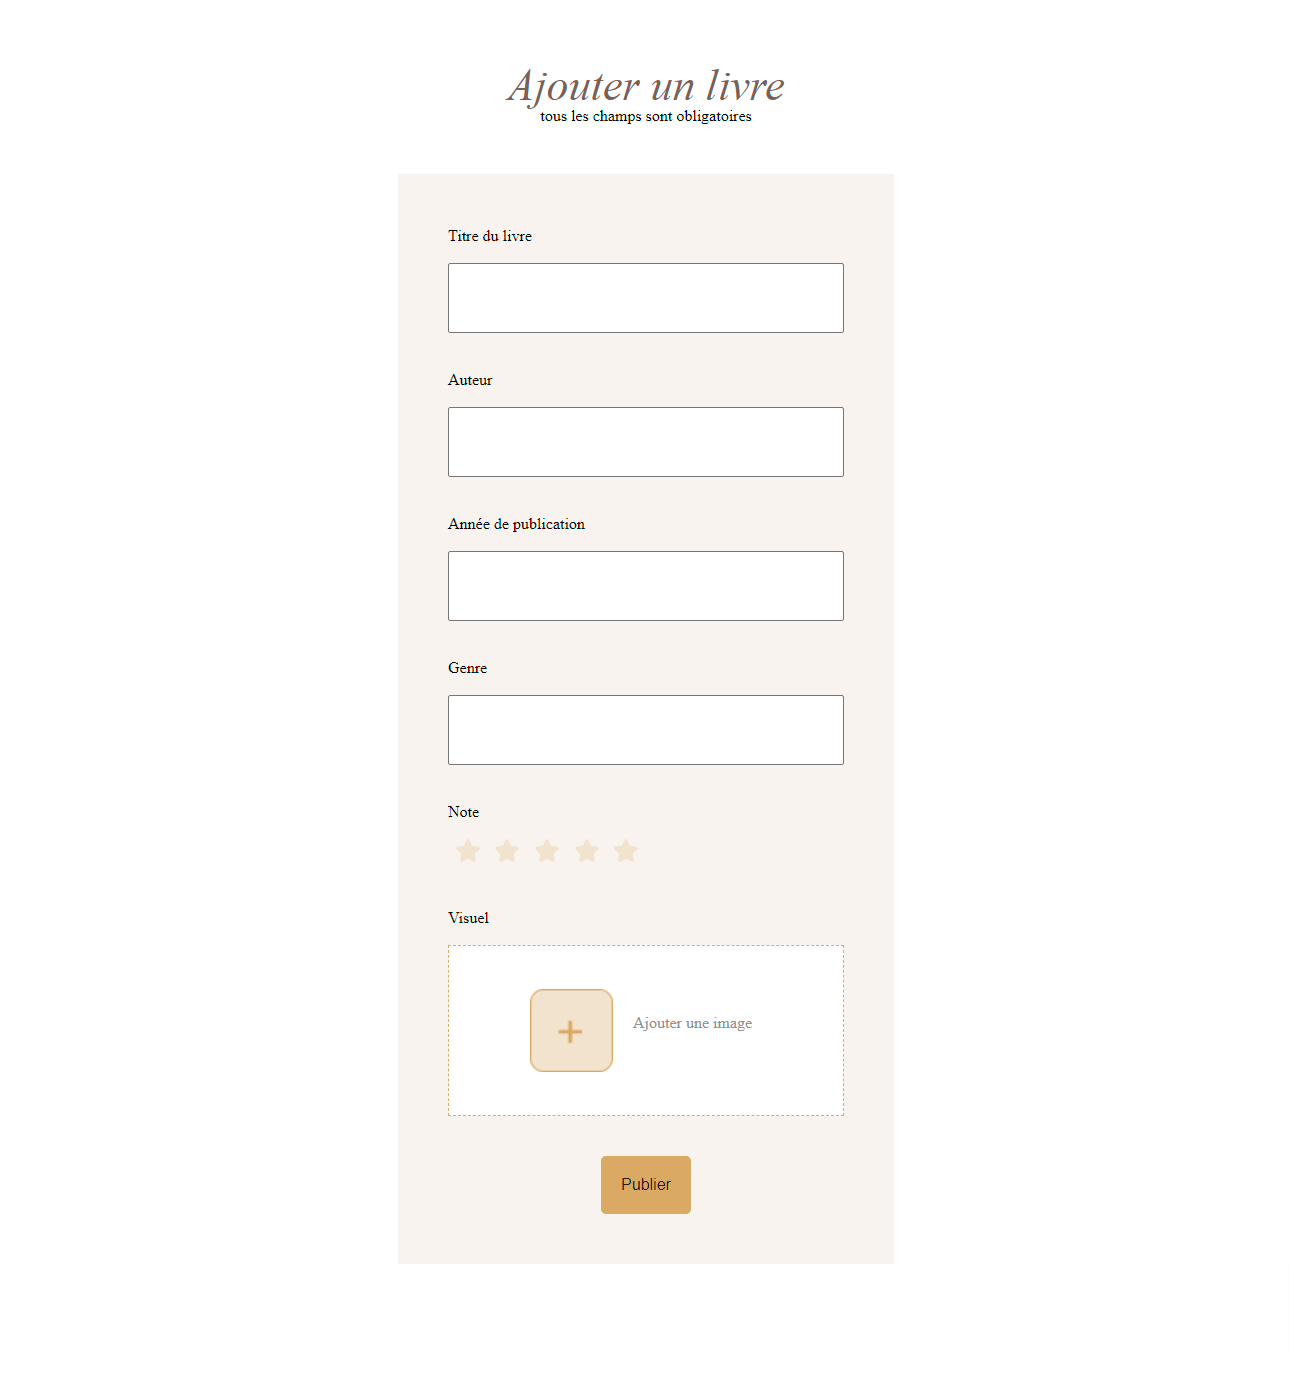 Ajouter un livre
tous les champs sont obligatoires
Titre du livre
Auteur
Année de publication
Genre
Note
Visuel
Ajouter une image
Publier